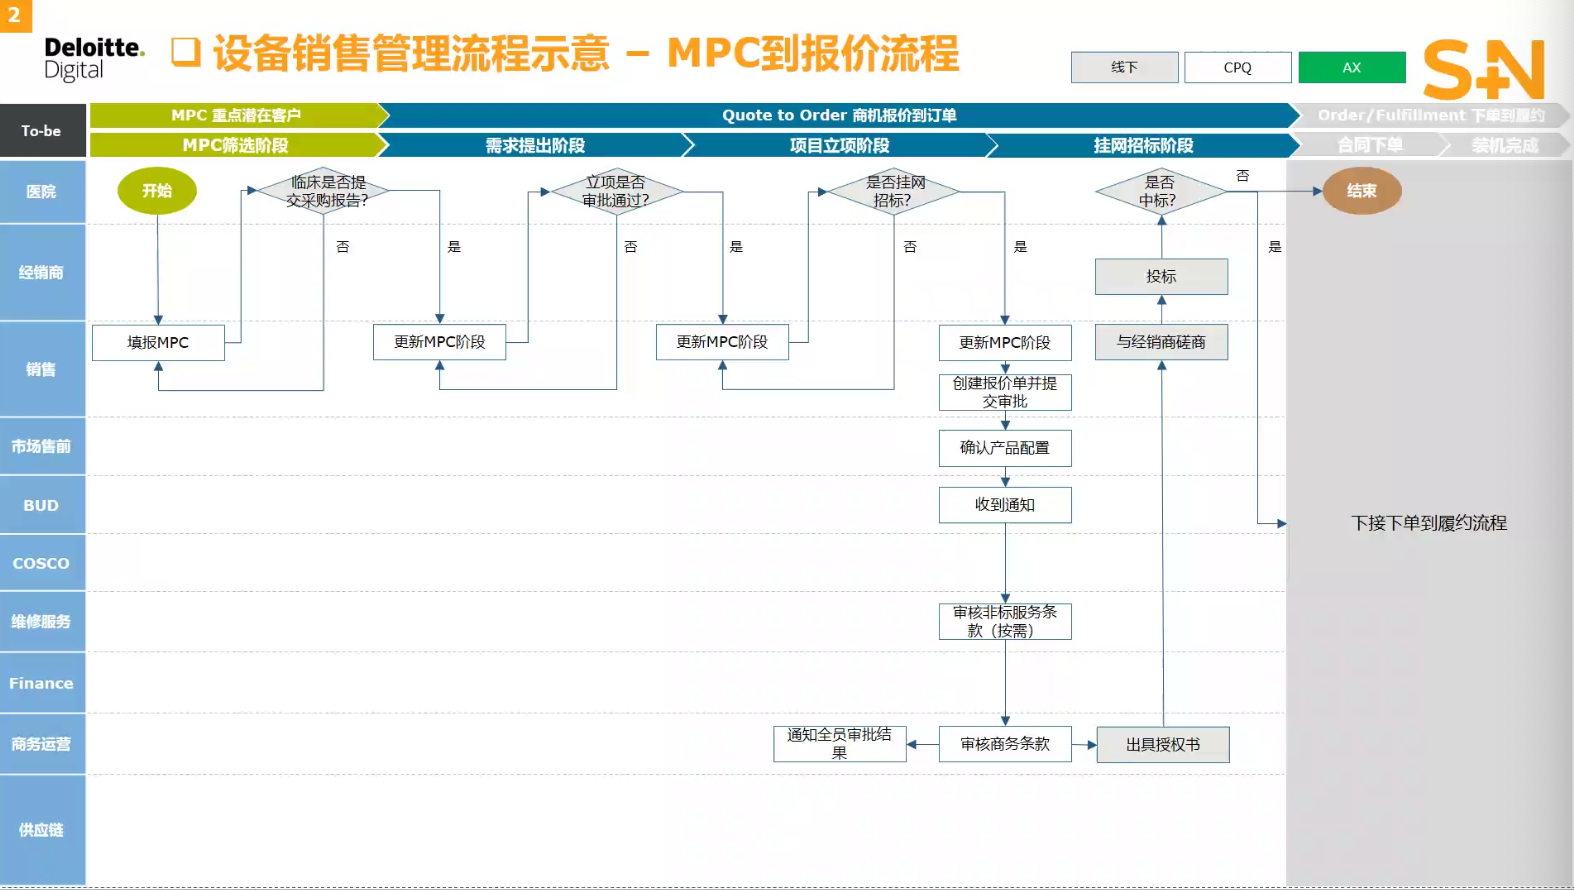 2
Deloitte.
Digital
设备销售管理流程示意 – MPC到报价流程
线下
CPQ
AX
S+N
To-be
MPC 重点潜在客户
Quote to Order 商机报价到订单
Order/Fulfillment 下单到履约
MPC筛选阶段
需求提出阶段
项目立项阶段
挂网招标阶段
合同下单
装机完成
医院
开始
临床是否提
交采购报告?
立项是否
审批通过?
是否挂网
招标?
是否
中标?
否
结束
经销商
否
是
否
是
否
是
是
投标
销售
填报MPC
更新MPC阶段
更新MPC阶段
更新MPC阶段
与经销商磋商
创建报价单并提
交审批
市场售前
确认产品配置
BUD
收到通知
下接下单到履约流程
COSCO
维修服务
审核非标服务条
款（按需）
Finance
商务运营
通知全员审批结
果
审核商务条款
出具授权书
供应链